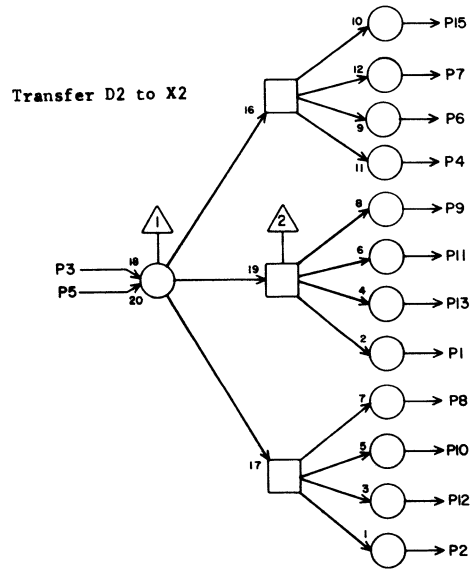 10 P15
Transfer D2 to X2
12 P7
16 9 P6
11 P4
1 2 8 P9
P3 18 19 6 P11
P5 20 4 P13
2 P1
7 P8
17 5 P10
3 P12
1 P2